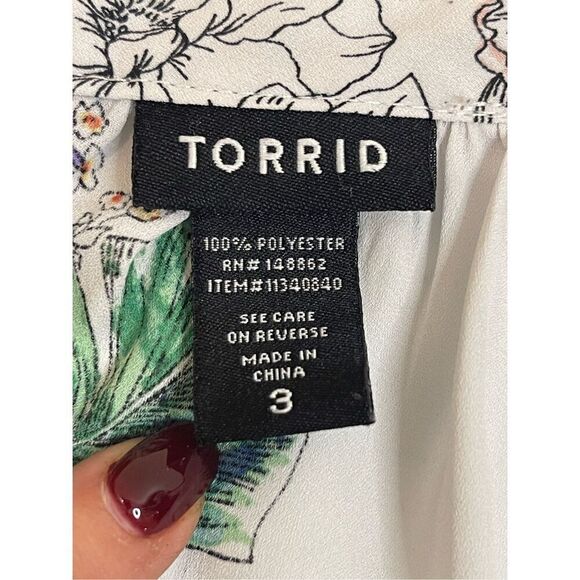 TORRID
100% POLYESTER
RN# 148862
ITEM#11340840
SEE CARE
ON REVERSE
MADE IN
CHINA
3